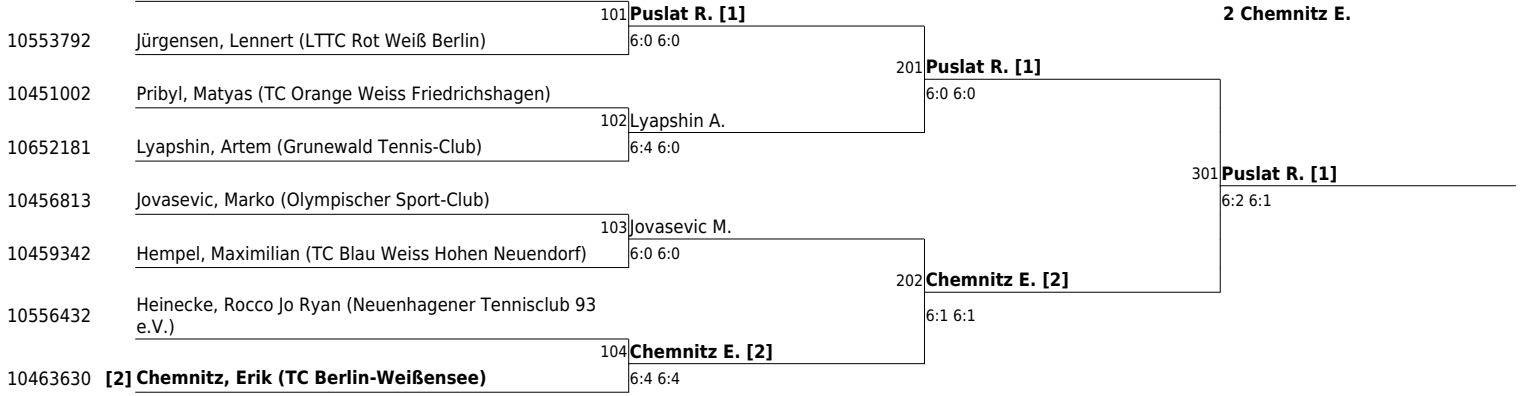 101 Puslat R. [1]
2 Chemnitz E.
10553792 Jürgensen, Lennert (LTTC Rot Weiß Berlin)
6:0 6:0
201 Puslat R. [1]
10451002 Pribyl, Matyas (TC Orange Weiss Friedrichshagen)
6:0 6:0
102 Lyapshin A.
10652181 Lyapshin, Artem (Grunewald Tennis-Club)
6:4 6:0
301 Puslat R. [1]
10456813 Jovasevic, Marko (Olympischer Sport-Club)
6:2 6:1
103 Jovasevic M.
10459342 Hempel, Maximilian (TC Blau Weiss Hohen Neuendorf)
6:0 6:0
202 Chemnitz E. [2]
10556432 Heinecke, Rocco Jo Ryan (Neuenhagener Tennisclub 93
e.V.)
6:1 6:1
104 Chemnitz E. [2]
10463630 [2] Chemnitz, Erik (TC Berlin-Weißensee)
6:4 6:4